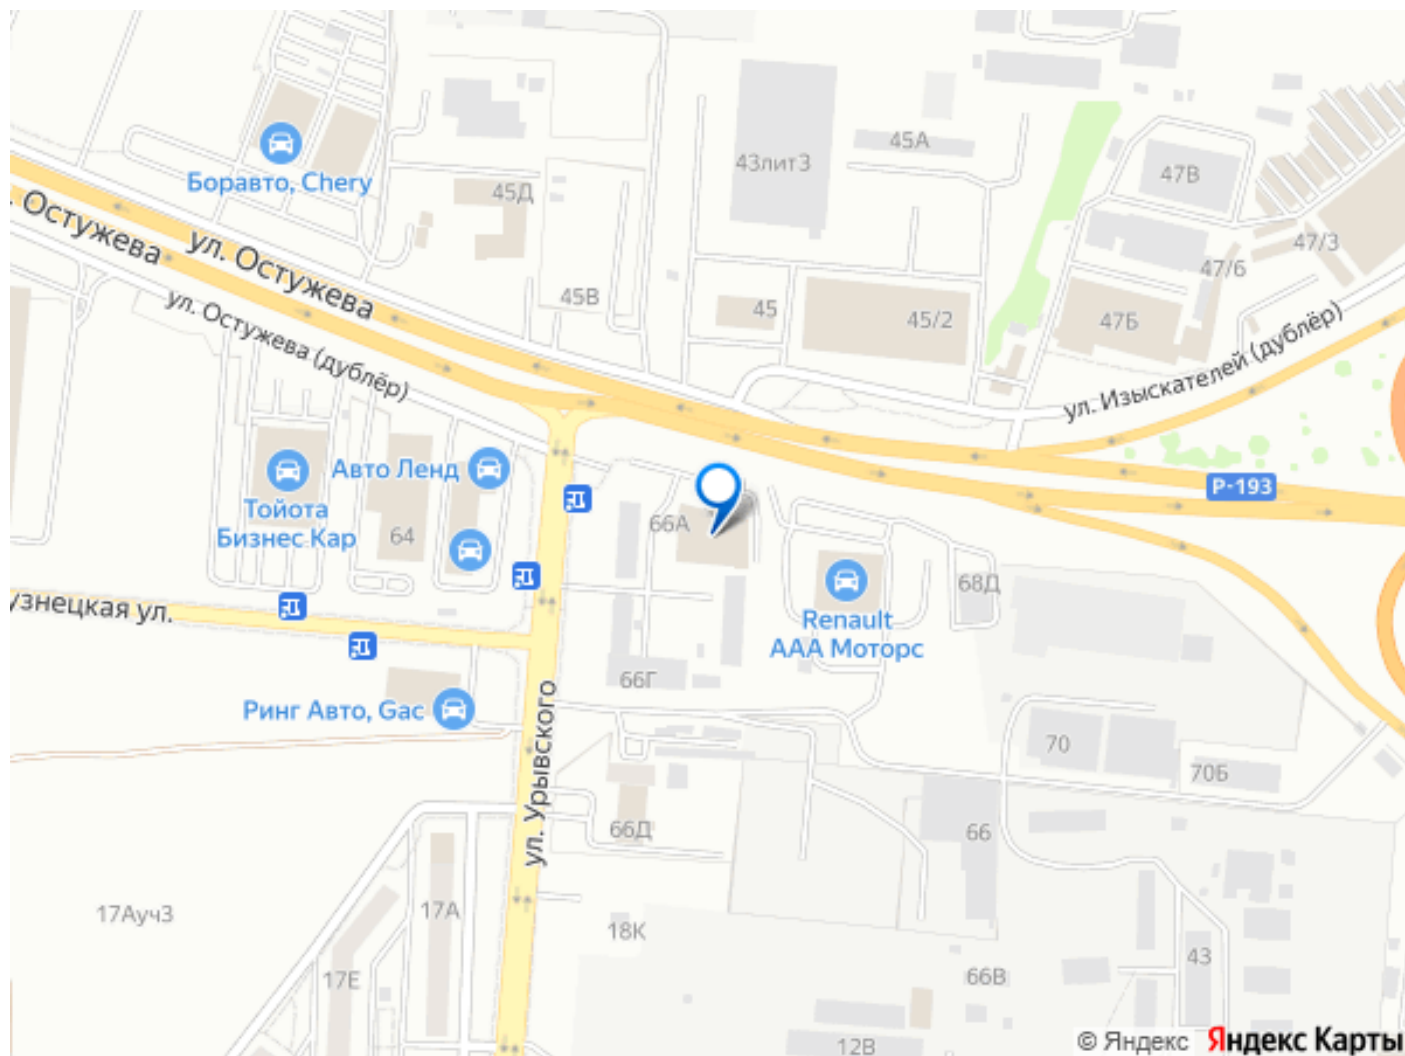 45А
43лит3
47В
Боравто, Chery
45Д
. Остужева
ул. Остужева
47/3
47/6
45В
45
45/2
47Б
ул. Остужева (дублёр)
ул. Изыскателей (дублёр)
Авто Ленд
Р-193
Тойота
Бизнес Кар
64
66А
68Д
узнецкая ул.
Renault
ААА Моторс
66Г
Ринг Авто, Gac
ул. Урывского
70
70Б
66Д
66
17Ауч3
17А
18К
17Е
66В
43
12В
© Яндекс Яндекс Карты